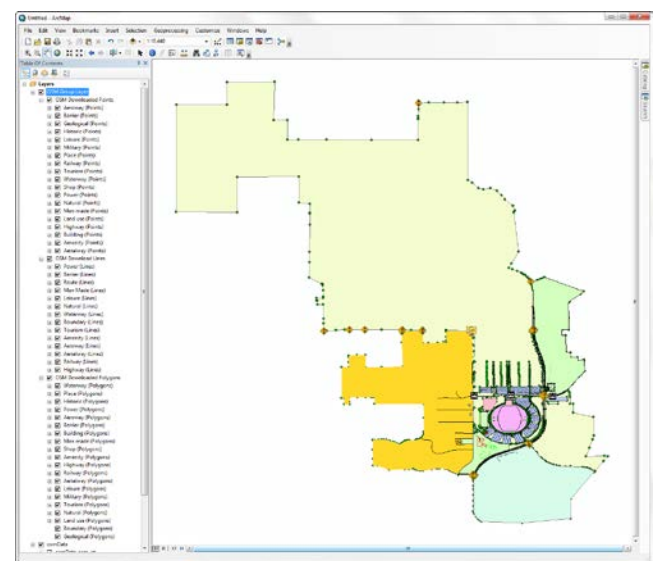 Untitled - ArcMap
File Edit View Bookmarks Insert Selection Geoprocessing Customize Windows Help
Table Of Contents
Layers
OSM Group Layer
OSM Downloaded Points
Aeroway (Points)
Barrier (Points)
Geological (Points)
Historic (Points)
Leisure (Points)
Military (Points)
Place (Points)
Railway (Points)
Tourism (Points)
Waterway (Points)
Shop (Points)
Power (Points)
Natural (Points)
Man made (Points)
Land use (Points)
Highway (Points)
Building (Points)
Amenity (Points)
Aerialway (Points)
OSM Download Lines
Power (Lines)
Barrier (Lines)
Route (Lines)
Man Made (Lines)
Leisure (Lines)
Natural (Lines)
Waterway (Lines)
Boundary (Lines)
Tourism (Lines)
Amenity (Lines)
Aeroway (Lines)
Aerialway (Lines)
Railway (Lines)
Highway (Lines)
OSM Downloaded Polygons
Waterway (Polygons)
Place (Polygons)
Historic (Polygons)
Power (Polygons)
Aeroway (Polygons)
Barrier (Polygons)
Building (Polygons)
Man made (Polygons)
Shop (Polygons)
Amenity (Polygons)
Highway (Polygons)
Railway (Polygons)
Aerialway (Polygons)
Leisure (Polygons)
Military (Polygons)
Tourism (Polygons)
Natural (Polygons)
Land use (Polygons)
Boundary (Polygons)
Geological (Polygons)
osmData
Catalog
Search